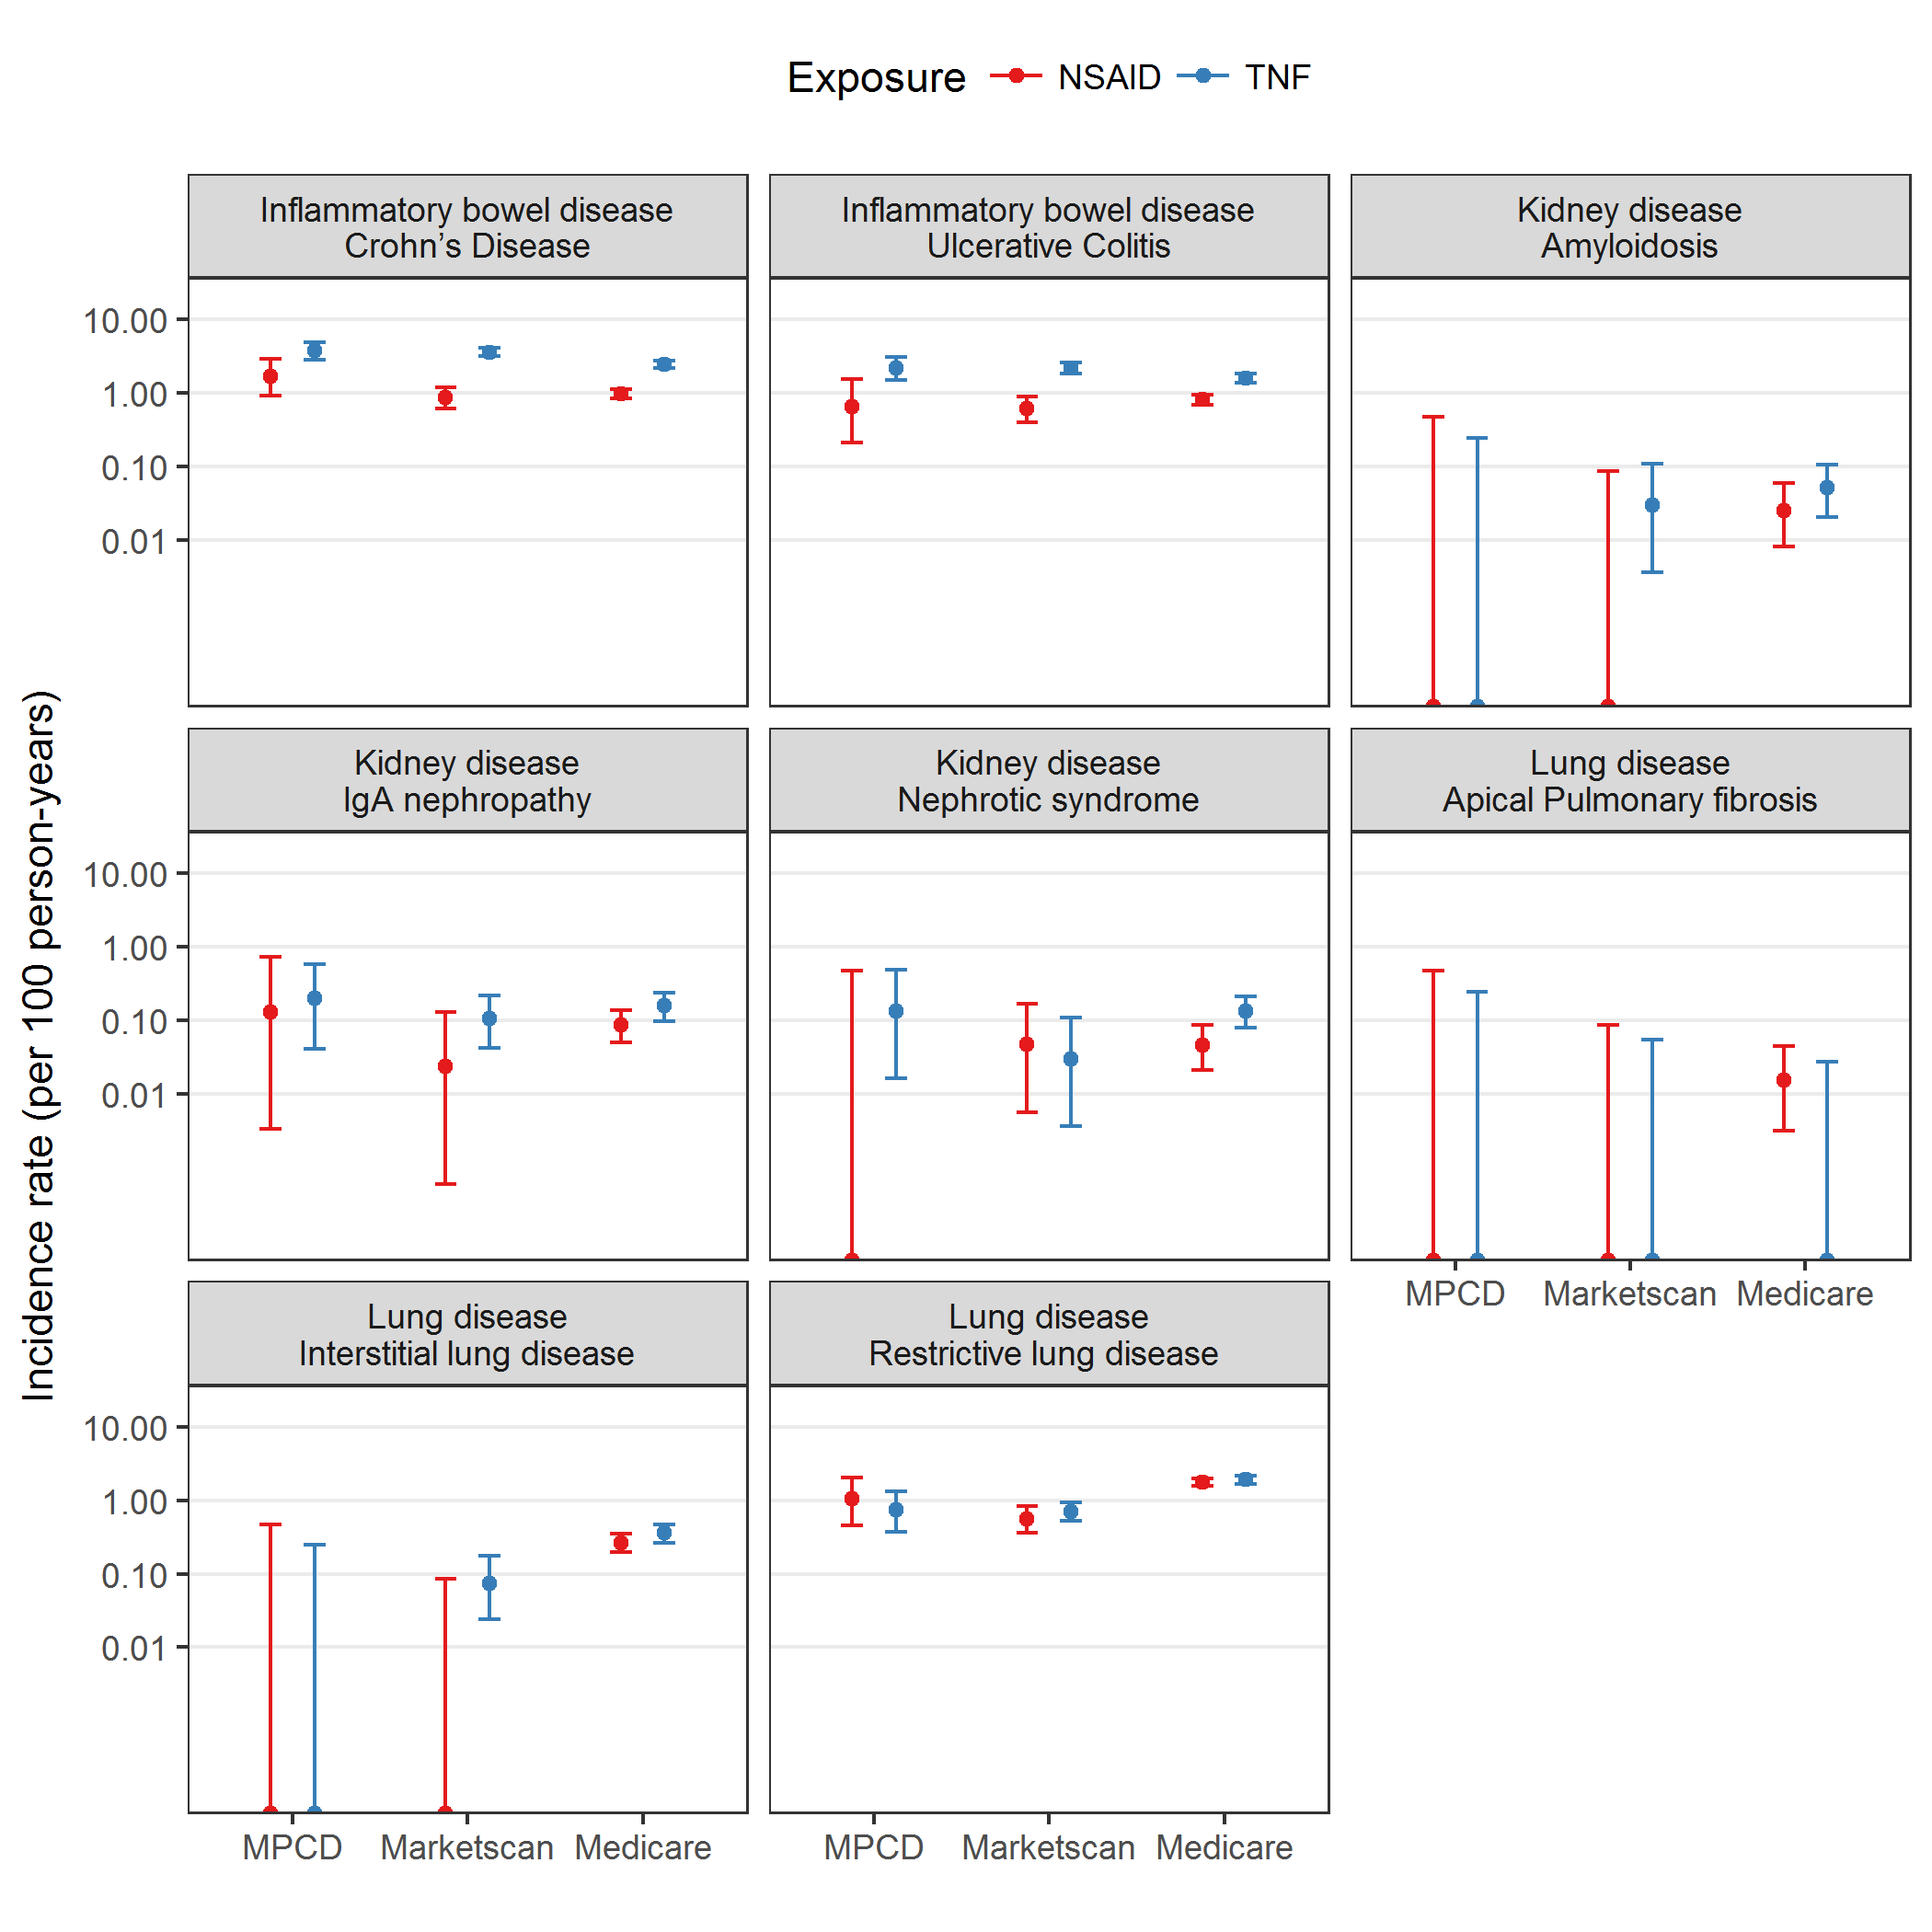 Exposure NSAID TNF
Inflammatory bowel disease
Crohn’s Disease
Inflammatory bowel disease
Ulcerative Colitis
Kidney disease
Amyloidosis
10.00
1.00
0.10
0.01
Kidney disease
IgA nephropathy
Kidney disease
Nephrotic syndrome
Lung disease
Apical Pulmonary fibrosis
10.00
1.00
0.10
0.01
MPCD Marketscan Medicare
Lung disease
Interstitial lung disease
Lung disease
Restrictive lung disease
10.00
1.00
0.10
0.01
MPCD Marketscan Medicare
MPCD Marketscan Medicare
Incidence rate (per 100 person-years)